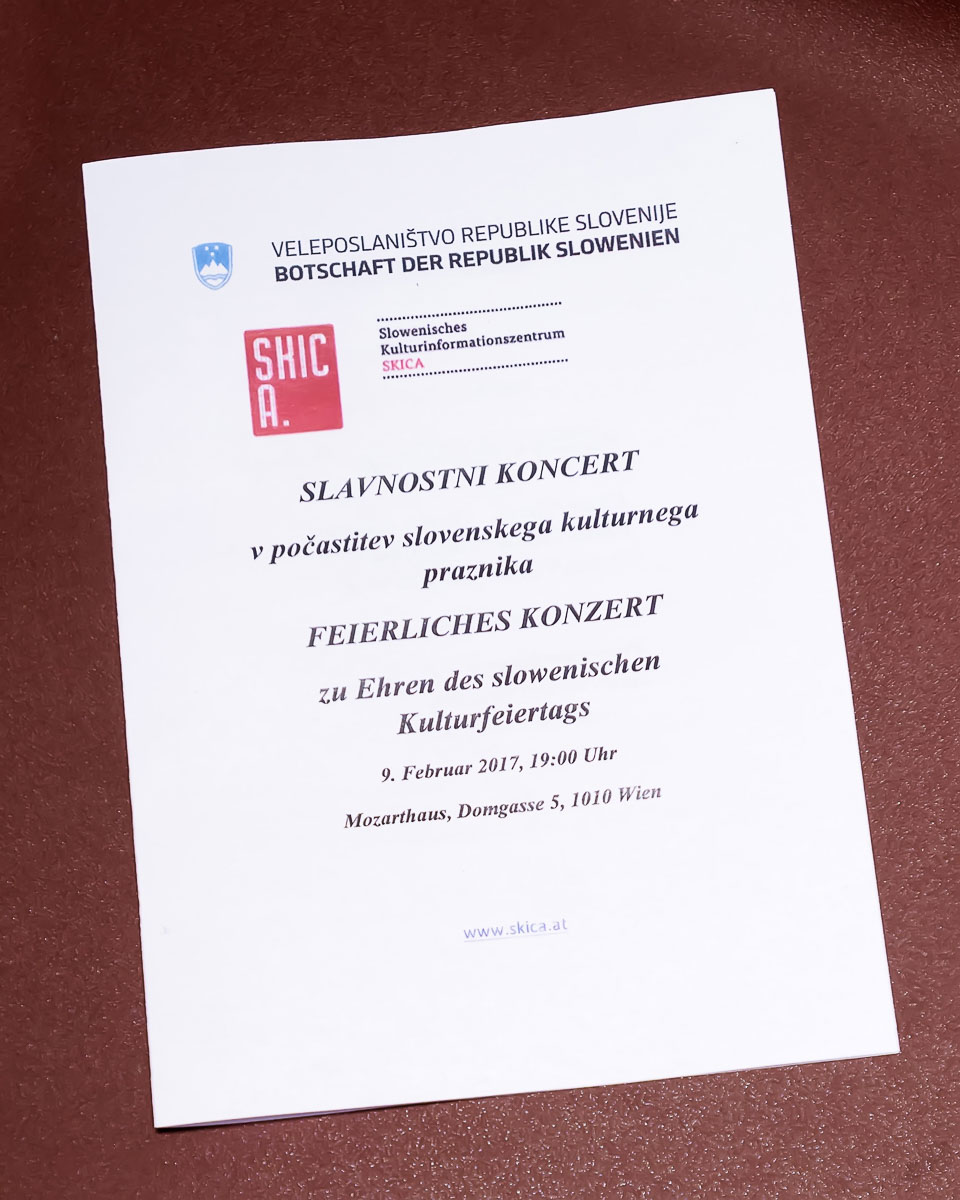 VELEPOSLANIŠTVO REPUBLIKE SLOVENIJE
BOTSCHAFT DER REPUBLIK SLOWENIEN
SKIC
A.
Slowenisches
Kulturinformationszentrum
SKICA
SLAVNOSTNI KONCERT
v počastitev slovenskega kulturnega
praznika
FEIERLICHES KONZERT
zu Ehren des slowenischen
Kulturfeiertags
9. Februar 2017, 19:00 Uhr
Mozarthaus, Domgasse 5, 1010 Wien
www.skica.at